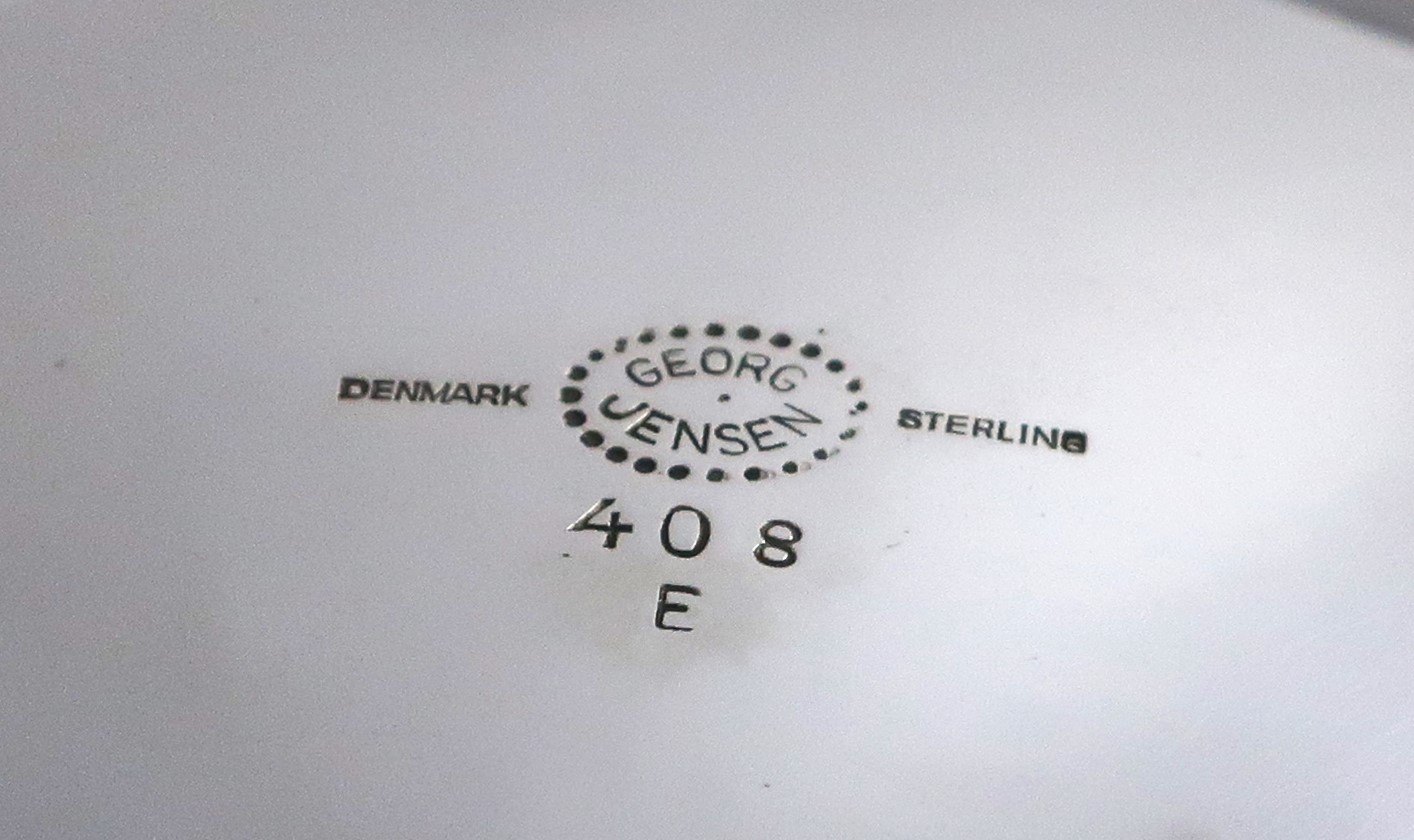 GEORG
DENMARK JENSEN STERLING
408
E